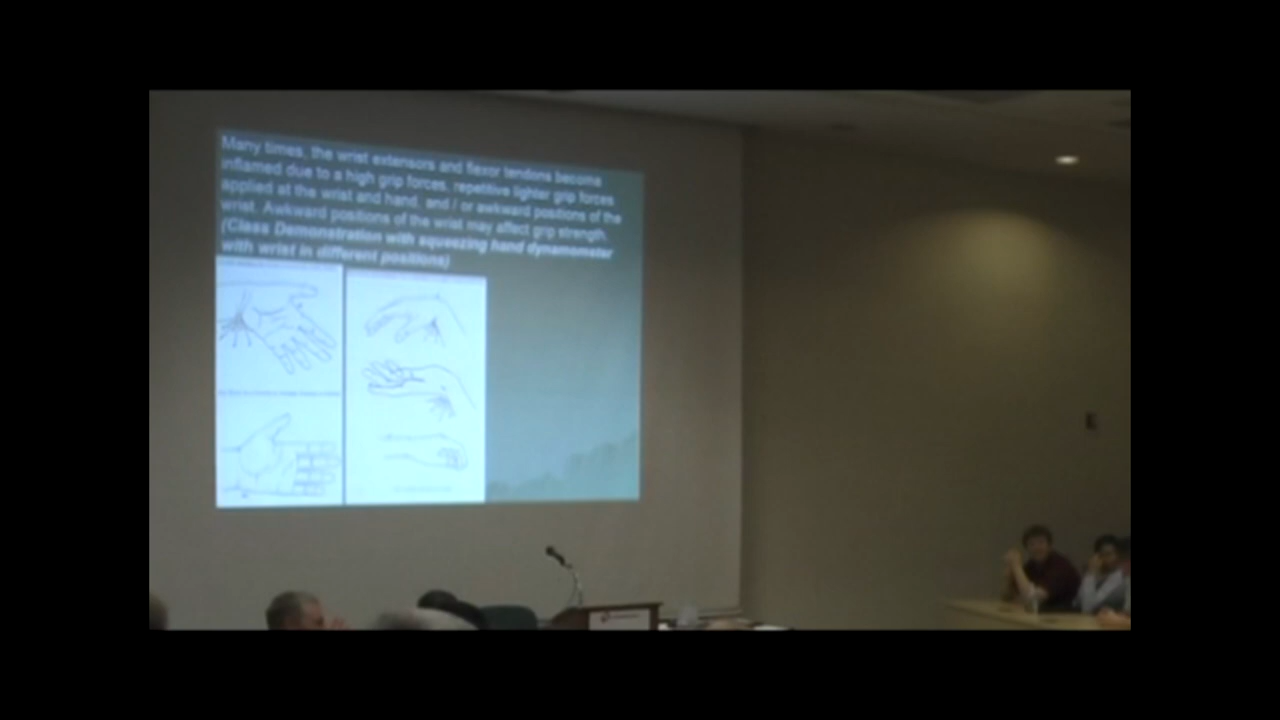 Many times, the wrist extensors and flexor tendons become
inflamed due to a high grip forces, repetitive lighter grip forces
applied at the wrist and hand, and / or awkward positions of the
wrist. Awkward positions of the wrist may affect grip strength.
(Class Demonstration with squeezing hand dynamometer
with wrist in different positions)